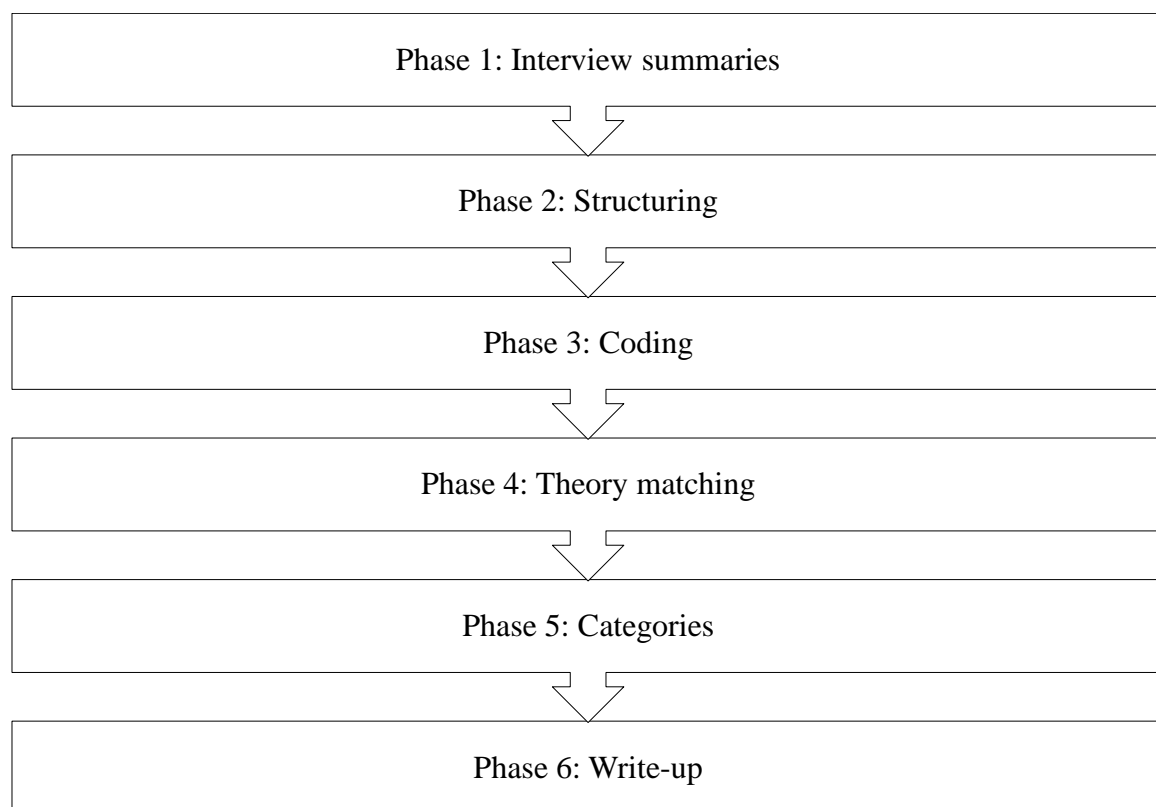 Phase 1: Interview summaries
Phase 2: Structuring
Phase 3: Coding
Phase 4: Theory matching
Phase 5: Categories
Phase 6: Write-up